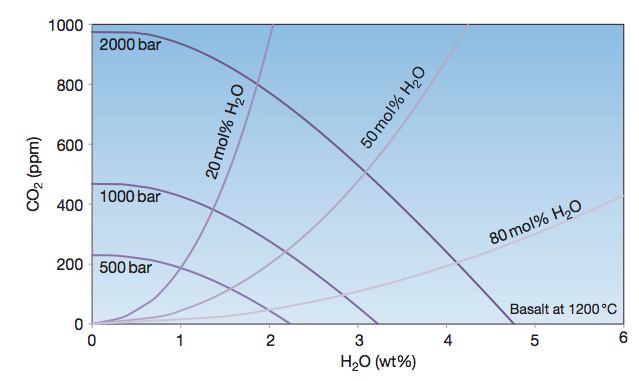 1000
2000 bar
800
20 mol% H₂O
50 mol% H₂O
600
CO₂ (ppm)
1000 bar
400
80 mol% H₂O
200
500 bar
Basalt at 1200 °C
0
0 1 2 3 4 5 6
H₂O (wt%)